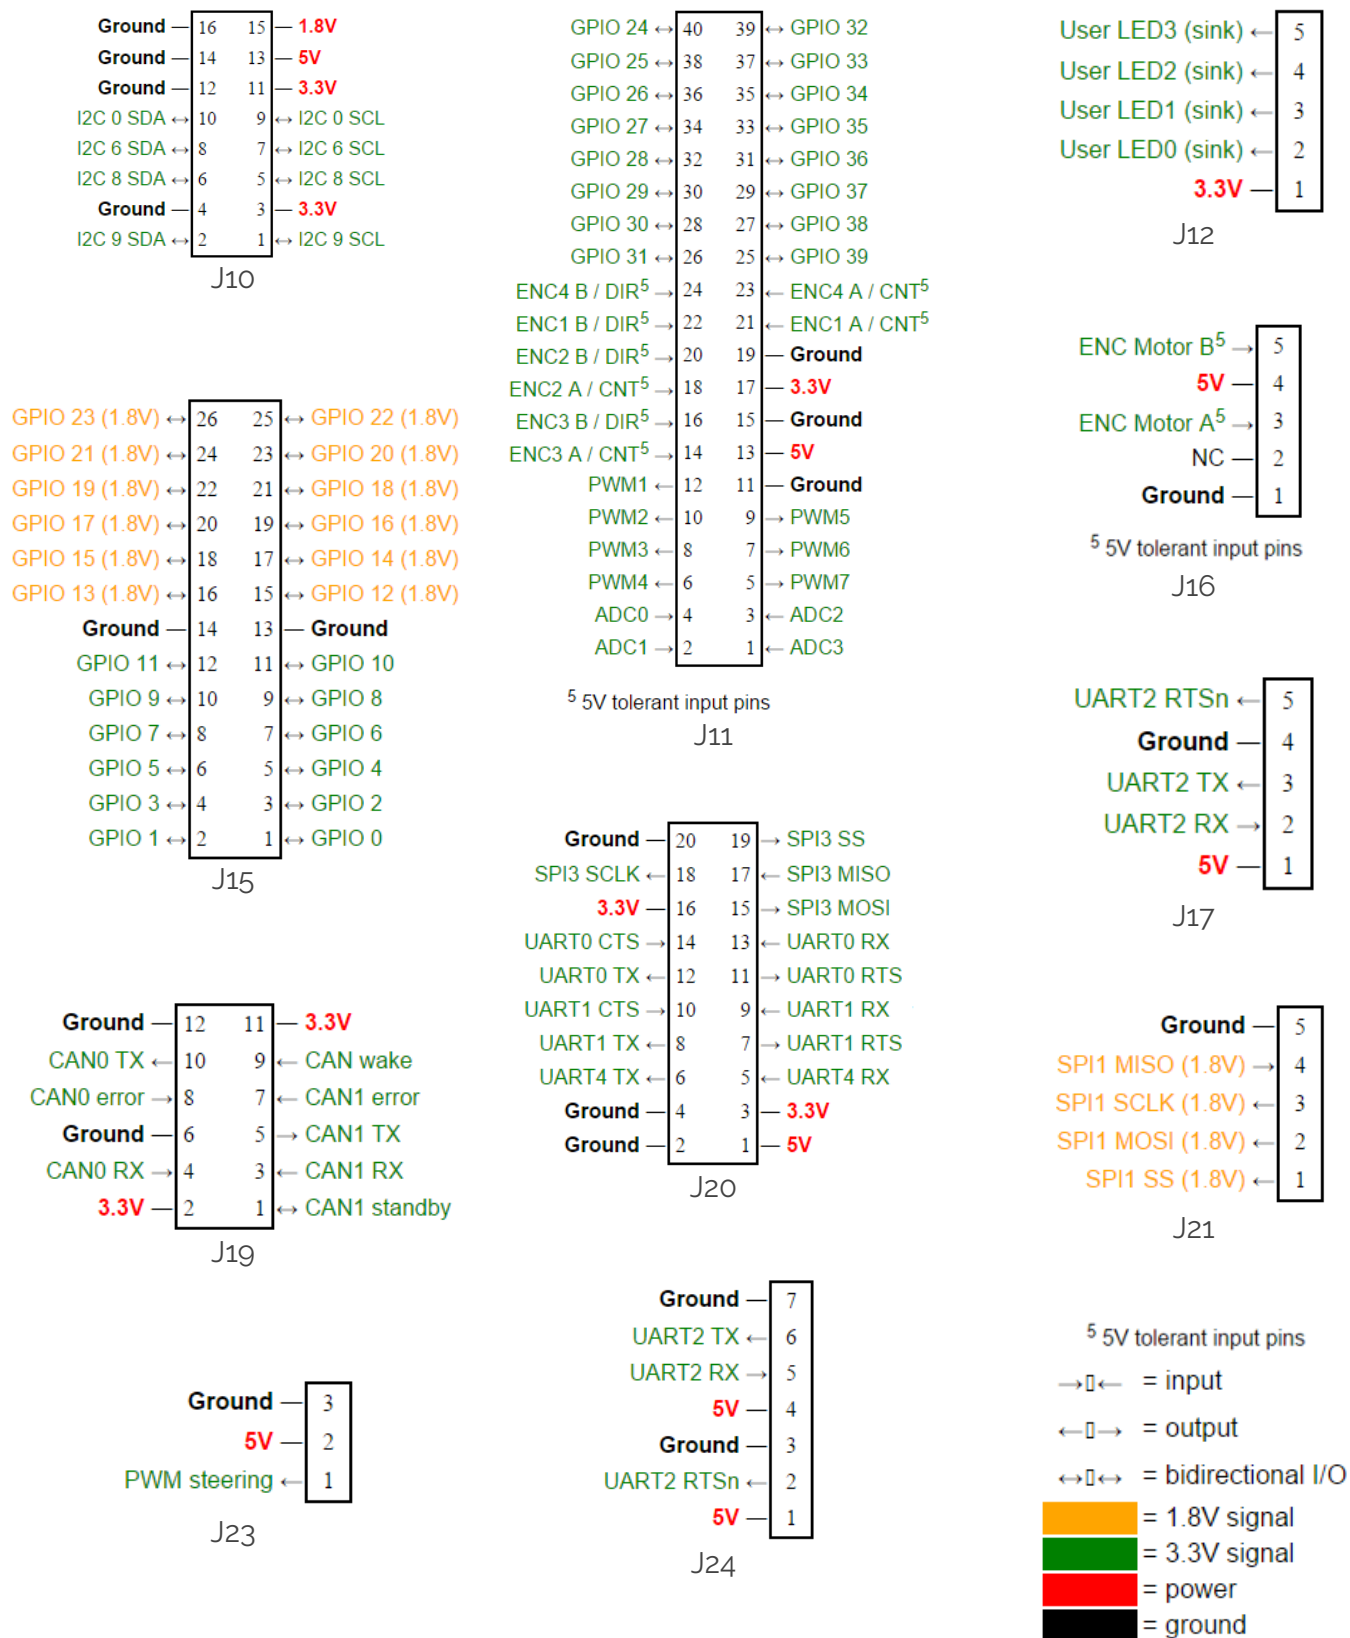 Ground 16 15 1.8V
Ground 14 13 5V
Ground 12 11 3.3V
I2C 0 SDA ↔ 10 9 ↔ I2C 0 SCL
I2C 6 SDA ↔ 8 7 ↔ I2C 6 SCL
I2C 8 SDA ↔ 6 5 ↔ I2C 8 SCL
Ground 4 3 3.3V
I2C 9 SDA ↔ 2 1 ↔ I2C 9 SCL
J10
GPIO 24 ↔ 40 39 ↔ GPIO 32
GPIO 25 ↔ 38 37 ↔ GPIO 33
GPIO 26 ↔ 36 35 ↔ GPIO 34
GPIO 27 ↔ 34 33 ↔ GPIO 35
GPIO 28 ↔ 32 31 ↔ GPIO 36
GPIO 29 ↔ 30 29 ↔ GPIO 37
GPIO 30 ↔ 28 27 ↔ GPIO 38
GPIO 31 ↔ 26 25 ↔ GPIO 39
ENC4 B / DIR⁵ → 24 23 ← ENC4 A / CNT⁵
ENC1 B / DIR⁵ → 22 21 ← ENC1 A / CNT⁵
ENC2 B / DIR⁵ → 20 19 Ground
ENC2 A / CNT⁵ → 18 17 3.3V
ENC3 B / DIR⁵ → 16 15 Ground
ENC3 A / CNT⁵ → 14 13 5V
PWM1 ← 12 11 Ground
PWM2 ← 10 9 → PWM5
PWM3 ← 8 7 → PWM6
PWM4 ← 6 5 → PWM7
ADC0 → 4 3 ← ADC2
ADC1 → 2 1 ← ADC3
⁵ 5V tolerant input pins
J11
User LED3 (sink) ← 5
User LED2 (sink) ← 4
User LED1 (sink) ← 3
User LED0 (sink) ← 2
3.3V 1
J12
GPIO 23 (1.8V) ↔ 26 25 ↔ GPIO 22 (1.8V)
GPIO 21 (1.8V) ↔ 24 23 ↔ GPIO 20 (1.8V)
GPIO 19 (1.8V) ↔ 22 21 ↔ GPIO 18 (1.8V)
GPIO 17 (1.8V) ↔ 20 19 ↔ GPIO 16 (1.8V)
GPIO 15 (1.8V) ↔ 18 17 ↔ GPIO 14 (1.8V)
GPIO 13 (1.8V) ↔ 16 15 ↔ GPIO 12 (1.8V)
Ground 14 13 Ground
GPIO 11 ↔ 12 11 ↔ GPIO 10
GPIO 9 ↔ 10 9 ↔ GPIO 8
GPIO 7 ↔ 8 7 ↔ GPIO 6
GPIO 5 ↔ 6 5 ↔ GPIO 4
GPIO 3 ↔ 4 3 ↔ GPIO 2
GPIO 1 ↔ 2 1 ↔ GPIO 0
J15
ENC Motor B⁵ → 5
5V 4
ENC Motor A⁵ → 3
NC 2
Ground 1
⁵ 5V tolerant input pins
J16
UART2 RTSn ← 5
Ground 4
UART2 TX ← 3
UART2 RX → 2
5V 1
J17
Ground 12 11 3.3V
CAN0 TX ← 10 9 ← CAN wake
CAN0 error → 8 7 ← CAN1 error
Ground 6 5 → CAN1 TX
CAN0 RX → 4 3 ← CAN1 RX
3.3V 2 1 ↔ CAN1 standby
J19
Ground 20 19 → SPI3 SS
SPI3 SCLK ← 18 17 ← SPI3 MISO
3.3V 16 15 → SPI3 MOSI
UART0 CTS → 14 13 ← UART0 RX
UART0 TX ← 12 11 → UART0 RTS
UART1 CTS → 10 9 ← UART1 RX
UART1 TX ← 8 7 → UART1 RTS
UART4 TX ← 6 5 ← UART4 RX
Ground 4 3 3.3V
Ground 2 1 5V
J20
Ground 5
SPI1 MISO (1.8V) → 4
SPI1 SCLK (1.8V) ← 3
SPI1 MOSI (1.8V) ← 2
SPI1 SS (1.8V) ← 1
J21
Ground 3
5V 2
PWM steering ← 1
J23
Ground 7
UART2 TX ← 6
UART2 RX → 5
5V 4
Ground 3
UART2 RTSn ← 2
5V 1
J24
⁵ 5V tolerant input pins
→▯← = input
←▯→ = output
↔▯↔ = bidirectional I/O
= 1.8V signal
= 3.3V signal
= power
= ground